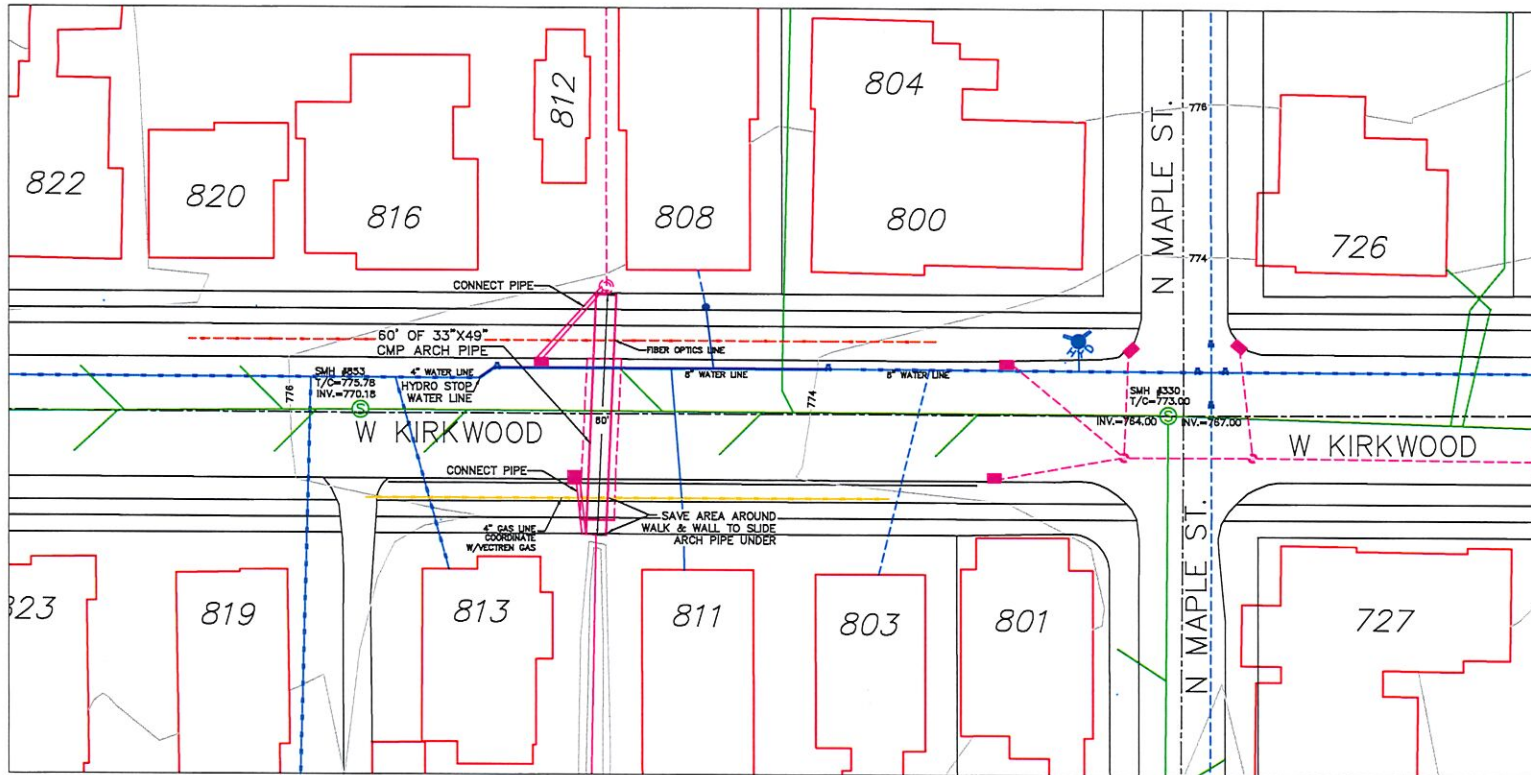 822
820
816
812
808
804
800
N MAPLE ST.
776
774
726
CONNECT PIPE
60' OF 33"X49"
CMP ARCH PIPE
FIBER OPTICS LINE
776
SMH #853
T/C=775.78
INV.=770.18
4" WATER LINE
HYDRO STOP
WATER LINE
8" WATER LINE
8" WATER LINE
HYD
774
SMH #330
T/C=773.00
INV.=764.00
INV.=767.00
S
S
60'
W KIRKWOOD
W KIRKWOOD
CONNECT PIPE
4" GAS LINE
COORDINATE
W/VECTREN GAS
SAVE AREA AROUND
WALK & WALL TO SLIDE
ARCH PIPE UNDER
N MAPLE ST.
823
819
813
811
803
801
727